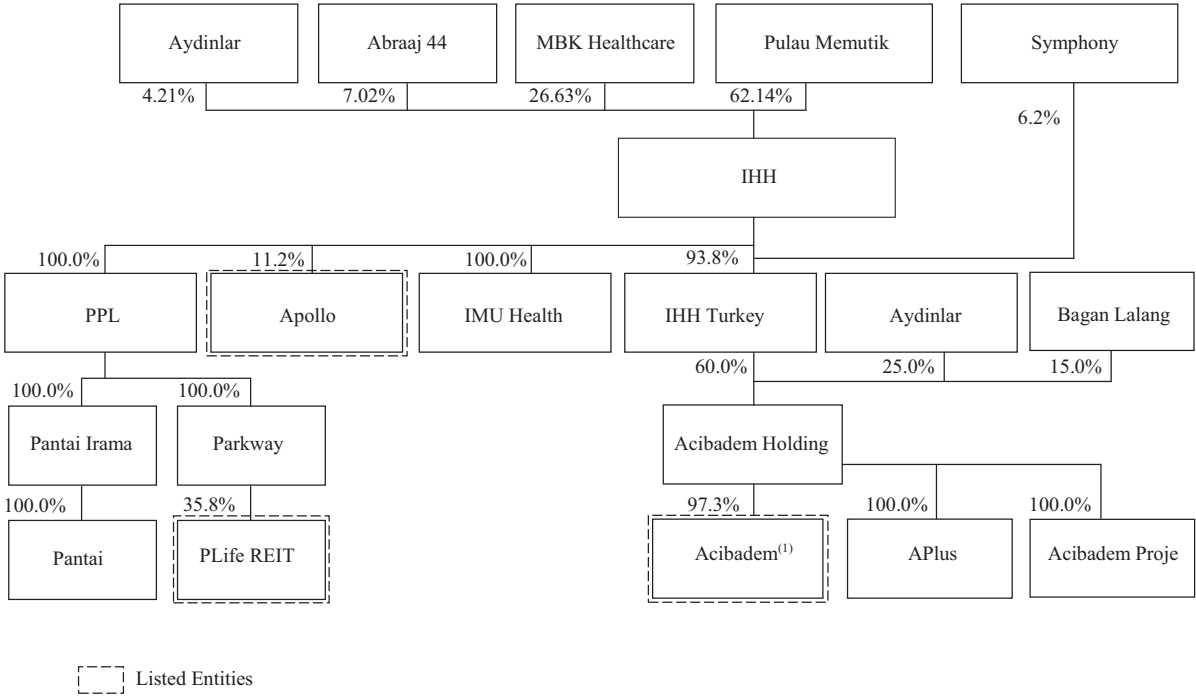 Aydinlar
Abraaj 44
MBK Healthcare
Pulau Memutik
Symphony
4.21%
7.02%
26.63%
62.14%
6.2%
IHH
100.0%
11.2%
100.0%
93.8%
PPL
Apollo
IMU Health
IHH Turkey
Aydinlar
Bagan Lalang
60.0%
25.0%
15.0%
100.0%
100.0%
Pantai Irama
Parkway
Acibadem Holding
100.0%
35.8%
97.3%
100.0%
100.0%
Pantai
PLife REIT
Acibadem(1)
APlus
Acibadem Proje
Listed Entities